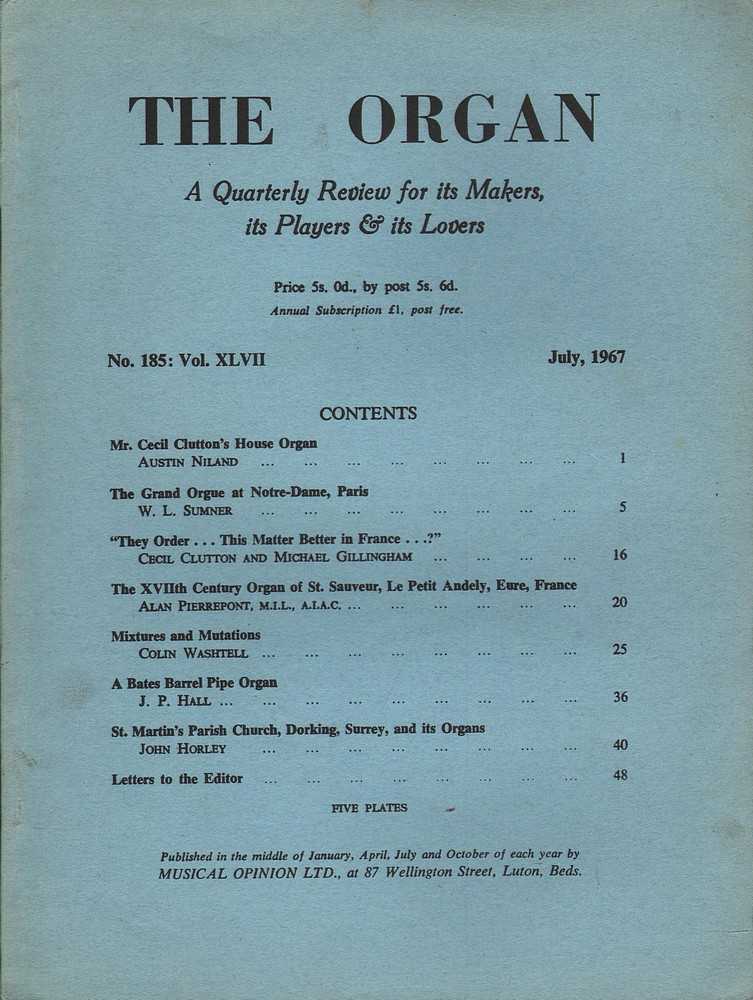 THE ORGAN
A Quarterly Review for its Makers,
its Players & its Lovers
Price 5s. 0d., by post 5s. 6d.
Annual Subscription £1, post free.
No. 185: Vol. XLVII July, 1967
CONTENTS
Mr. Cecil Clutton's House Organ
AUSTIN NILAND ... ... ... ... ... ... ... ... 1
The Grand Orgue at Notre-Dame, Paris
W. L. SUMNER ... ... ... ... ... ... ... ... 5
"They Order . . . This Matter Better in France . . .?"
CECIL CLUTTON AND MICHAEL GILLINGHAM ... ... ... ... 16
The XVIIth Century Organ of St. Sauveur, Le Petit Andely, Eure, France
ALAN PIERREPONT, M.I.L., A.I.A.C. ... ... ... ... ... ... 20
Mixtures and Mutations
COLIN WASHTELL ... ... ... ... ... ... ... ... 25
A Bates Barrel Pipe Organ
J. P. HALL ... ... ... ... ... ... ... ... ... 36
St. Martin's Parish Church, Dorking, Surrey, and its Organs
JOHN HORLEY ... ... ... ... ... ... ... ... 40
Letters to the Editor ... ... ... ... ... ... ... ... 48
FIVE PLATES
Published in the middle of January, April, July and October of each year by
MUSICAL OPINION LTD., at 87 Wellington Street, Luton, Beds.